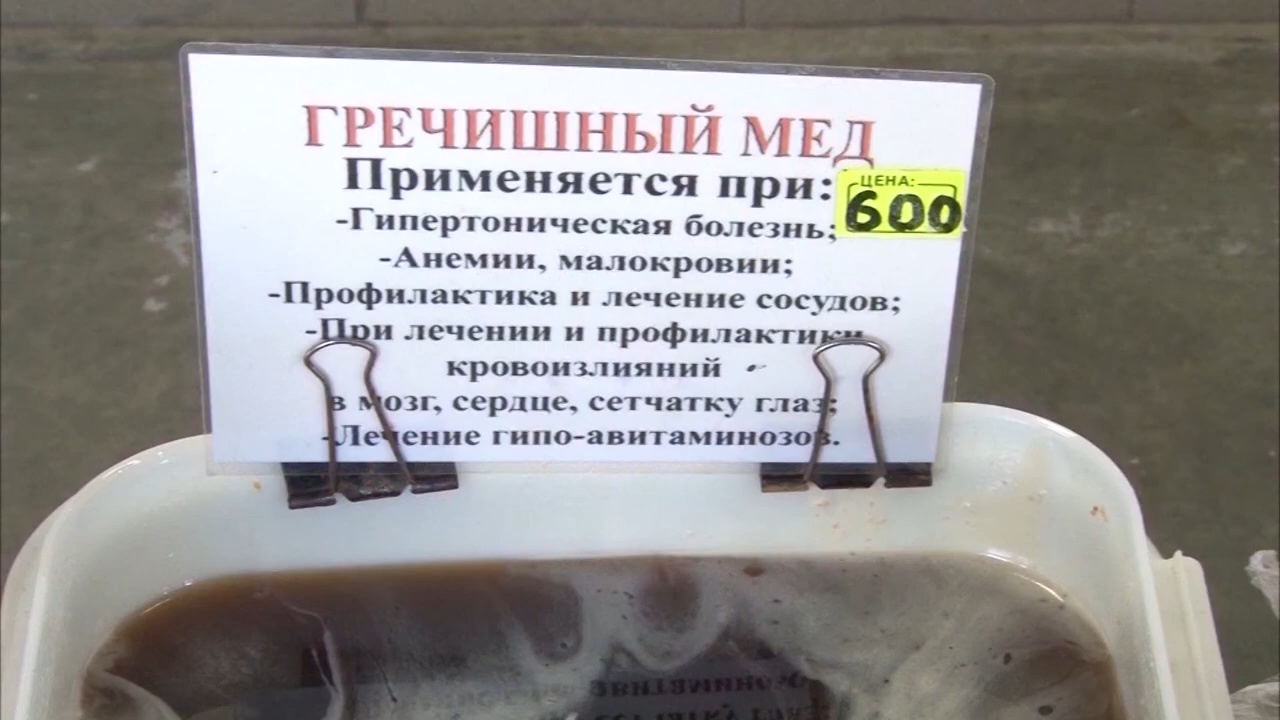 ГРЕЧИШНЫЙ МЕД
Применяется при:
ЦЕНА:
600
-Гипертоническая болезнь;
-Анемии, малокровии;
-Профилактика и лечение сосудов;
-При лечении и профилактики
кровоизлияний
в мозг, сердце, сетчатку глаз;
-Лечение гипо-авитаминозов.